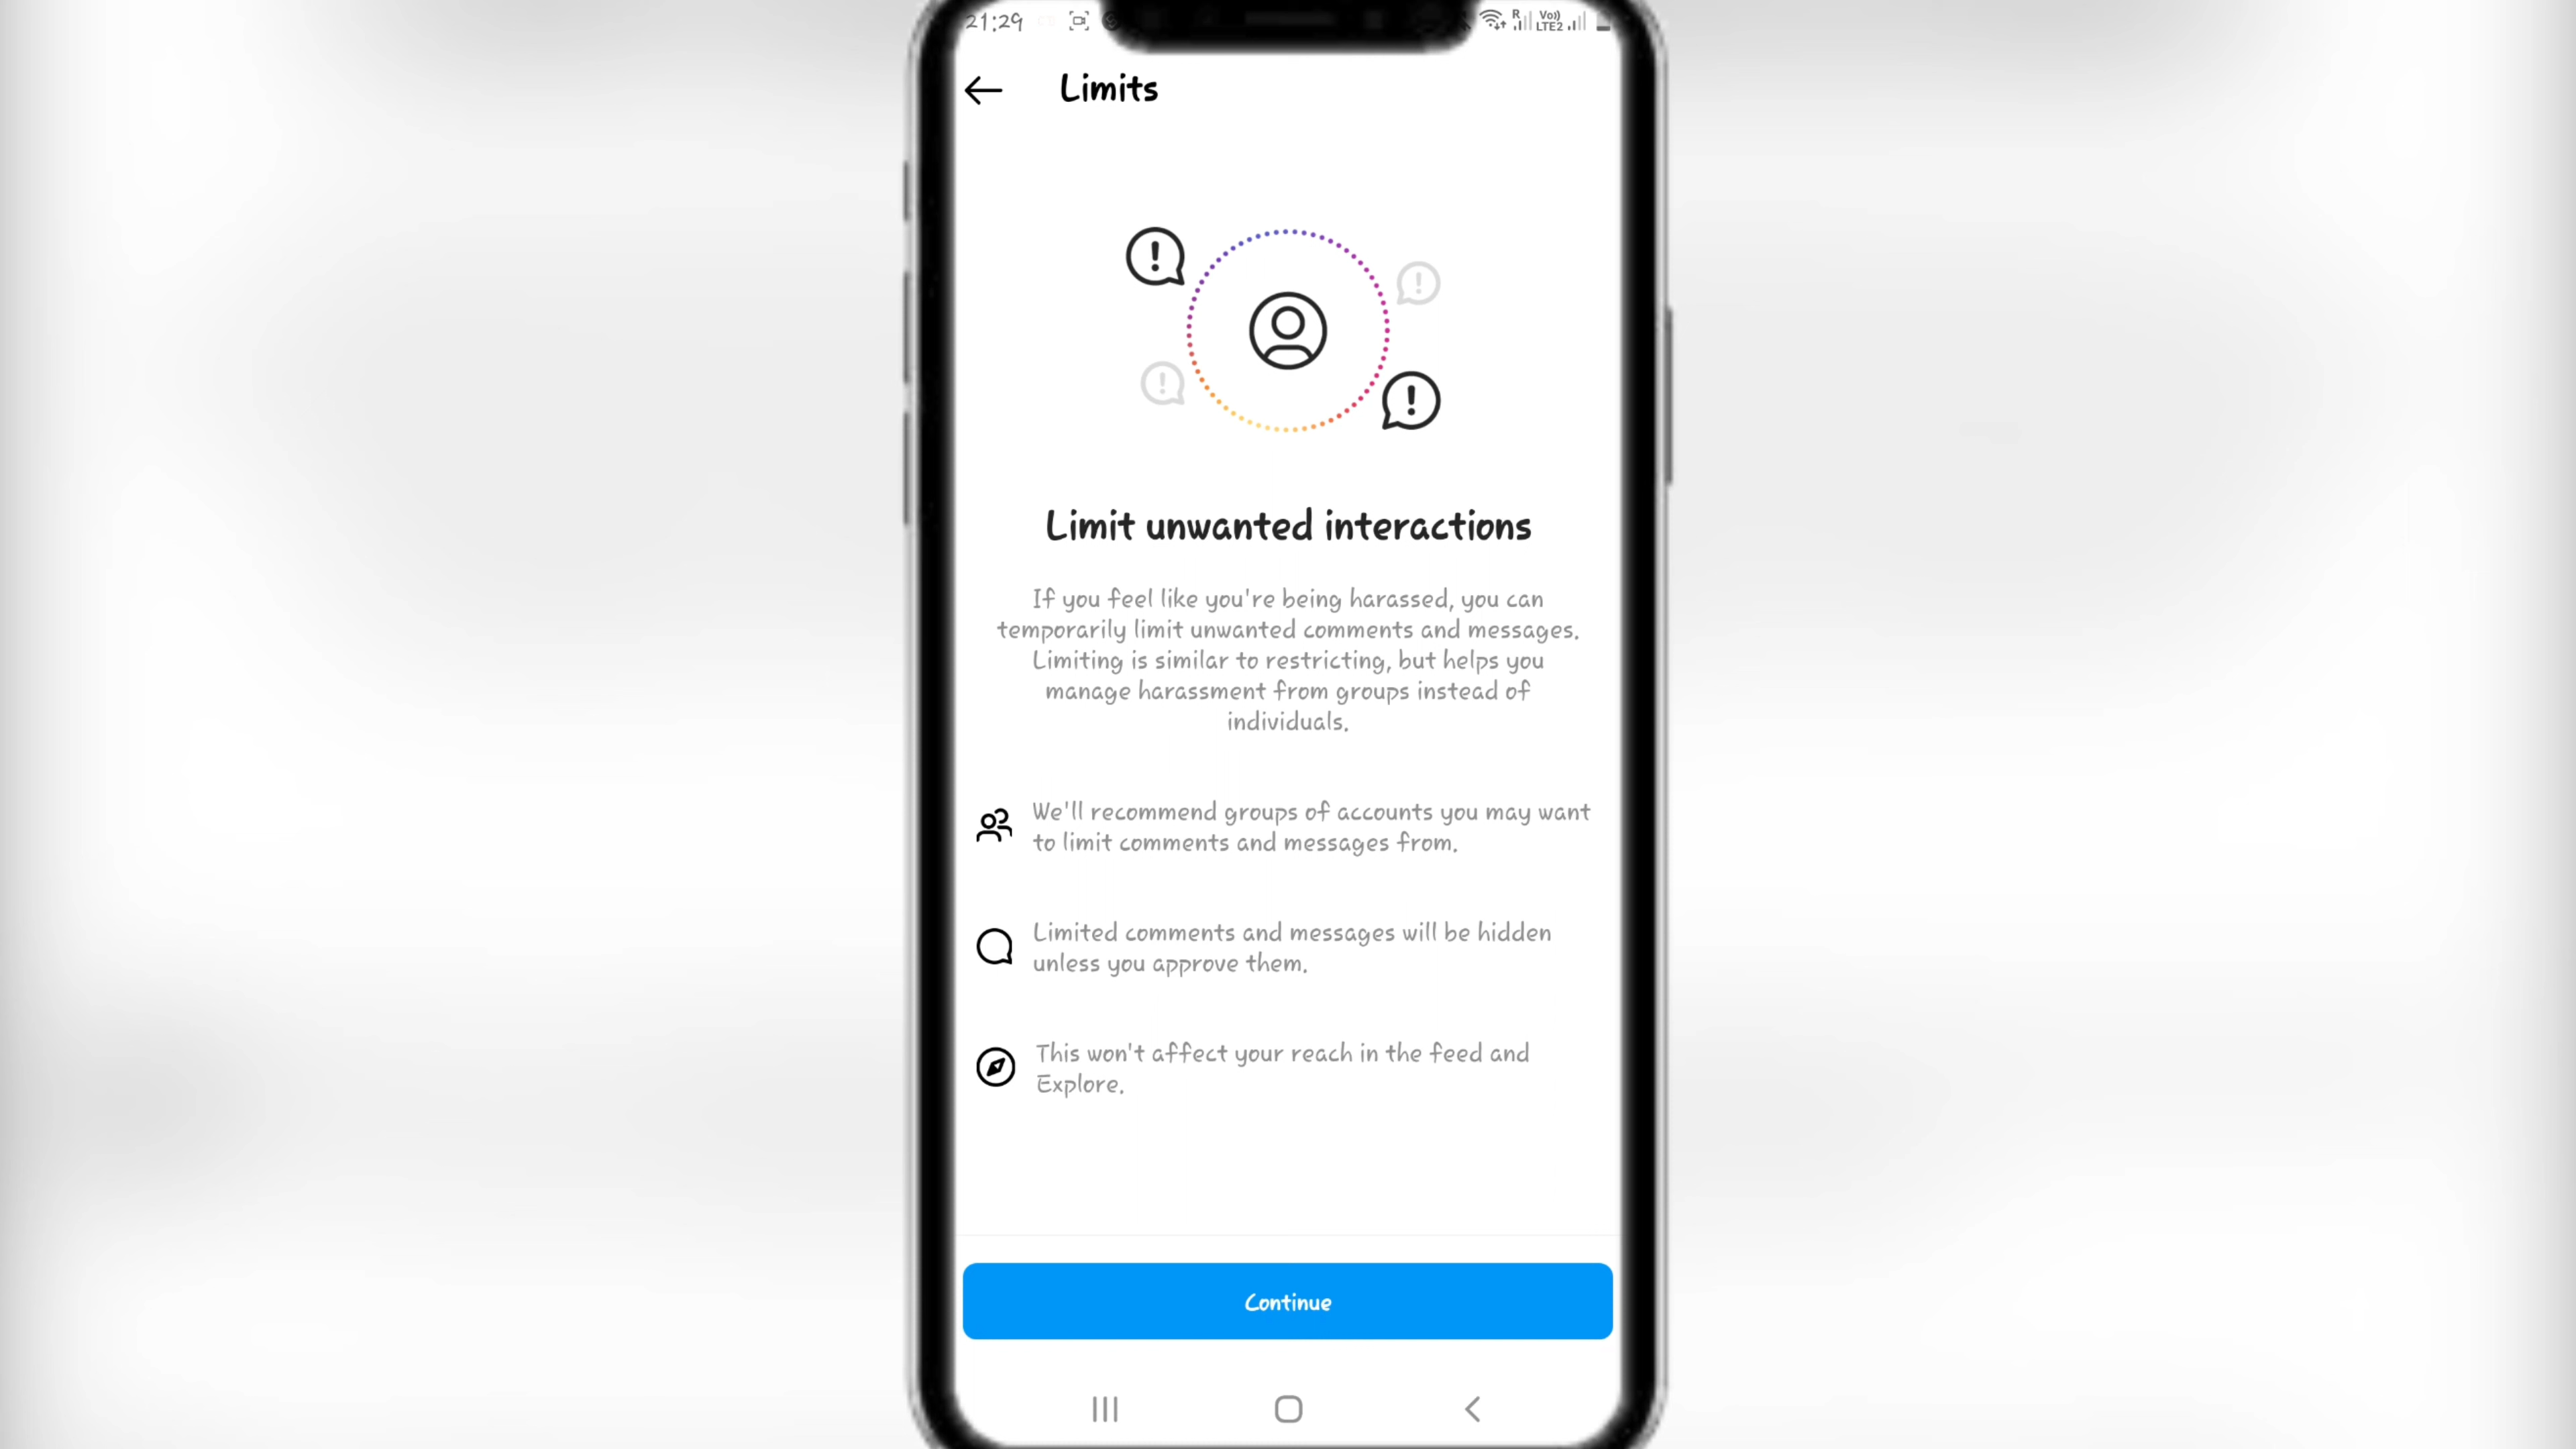 21:29
R Vo))
LTE2
Limits
Limit unwanted interactions
If you feel like you're being harassed, you can
temporarily limit unwanted comments and messages.
Limiting is similar to restricting, but helps you
manage harassment from groups instead of
individuals.
We'll recommend groups of accounts you may want
to limit comments and messages from.
Limited comments and messages will be hidden
unless you approve them.
This won't affect your reach in the feed and
Explore.
Continue